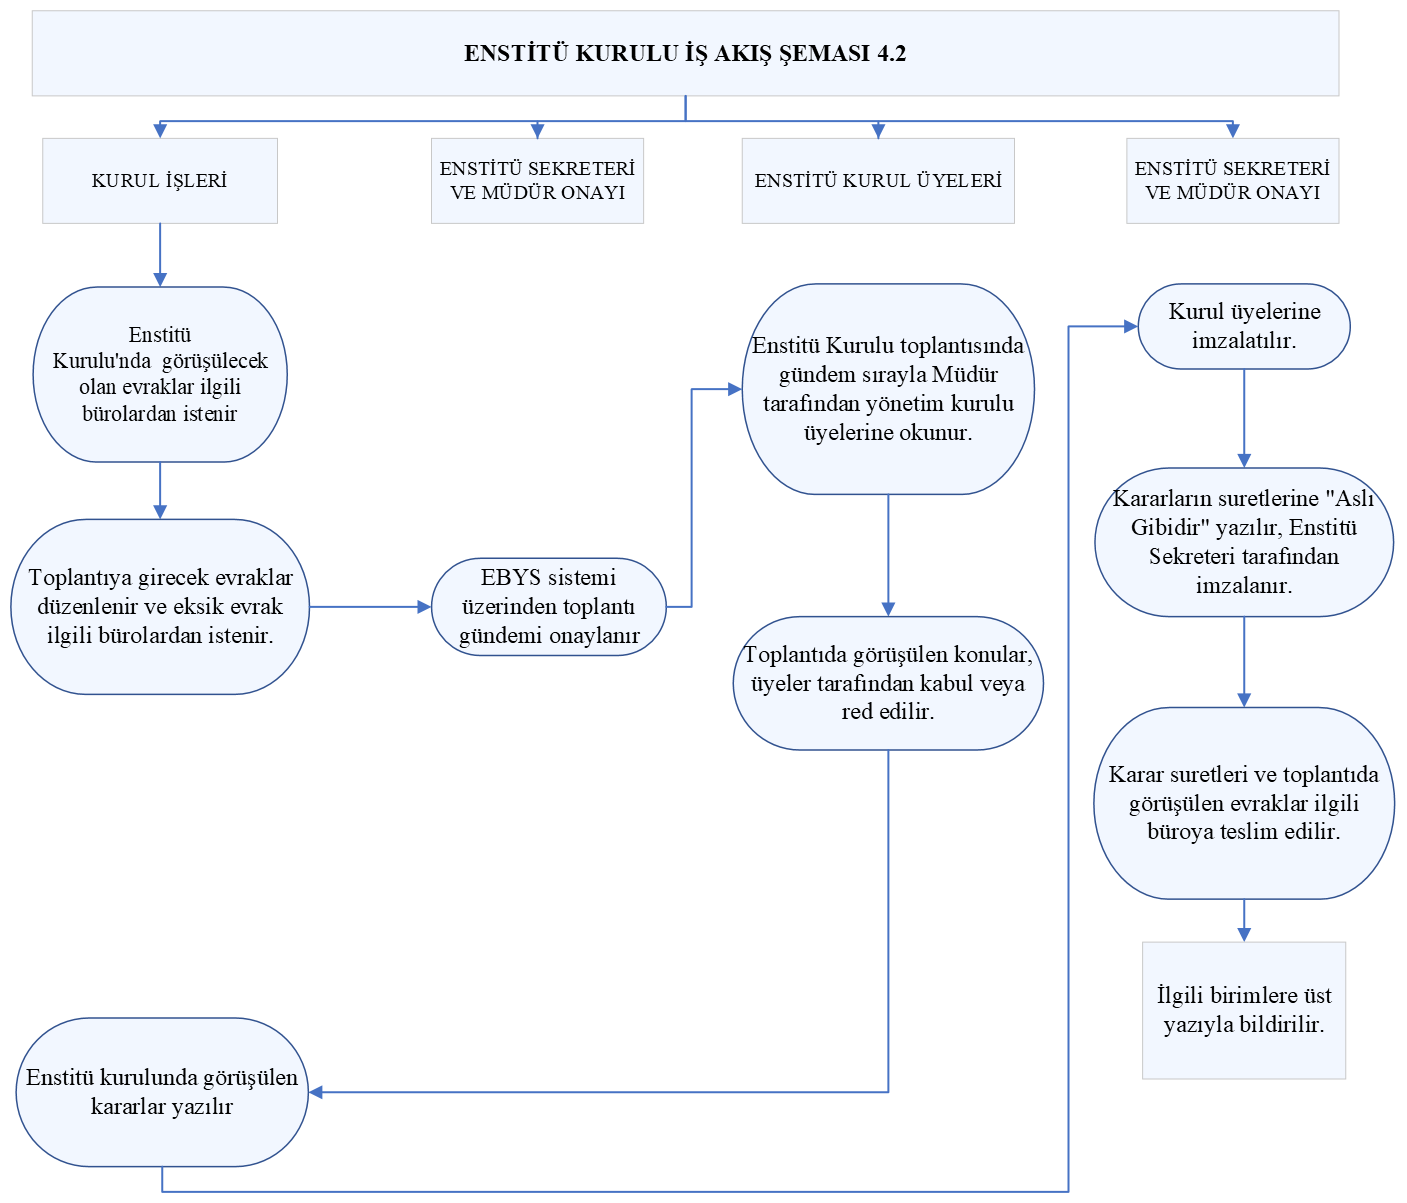 ENSTİTÜ KURULU İŞ AKIŞ ŞEMASI 4.2
KURUL İŞLERİ
ENSTİTÜ SEKRETERİ
VE MÜDÜR ONAYI
ENSTİTÜ KURUL ÜYELERİ
ENSTİTÜ SEKRETERİ
VE MÜDÜR ONAYI
Enstitü
Kurulu'nda görüşülecek
olan evraklar ilgili
bürolardan istenir
Toplantıya girecek evraklar
düzenlenir ve eksik evrak
ilgili bürolardan istenir.
EBYS sistemi
üzerinden toplantı
gündemi onaylanır
Enstitü Kurulu toplantısında
gündem sırayla Müdür
tarafından yönetim kurulu
üyelerine okunur.
Toplantıda görüşülen konular,
üyeler tarafından kabul veya
red edilir.
Enstitü kurulunda görüşülen
kararlar yazılır
Kurul üyelerine
imzalatılır.
Kararların suretlerine "Aslı
Gibidir" yazılır, Enstitü
Sekreteri tarafından
imzalanır.
Karar suretleri ve toplantıda
görüşülen evraklar ilgili
büroya teslim edilir.
İlgili birimlere üst
yazıyla bildirilir.